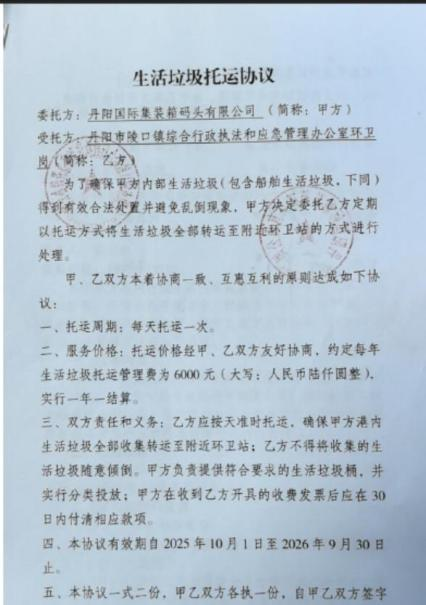 生活垃圾托运协议
委托方：丹阳国际集装箱码头有限公司（简称：甲方）
受托方：丹阳市陵口镇综合行政执法和应急管理办公室环卫
岗（简称：乙方）
为了确保甲方内部生活垃圾（包含船舶生活垃圾，下同）
得到有效合法处置并避免乱倒现象，甲方决定委托乙方定期
以托运方式将生活垃圾全部转运至附近环卫站的方式进行
处理。
甲、乙双方本着协商一致、互惠互利的原则达成如下协
议：
一、托运周期：每天托运一次。
二、服务价格：托运价格经甲、乙双方友好协商，约定每年
生活垃圾托运管理费为6000元（大写：人民币陆仟圆整），
实行一年一结算。
三、双方责任和义务：乙方应按天准时托运，确保甲方港内
生活垃圾全部收集转运至附近环卫站；乙方不得将收集的生
活垃圾随意倾倒。甲方负责提供符合要求的生活垃圾桶，并
实行分类投放；甲方在收到乙方开具的收费发票后应在30
日内付清相应款项。
四、本协议有效期自2025年10月1日至2026年9月30日
止。
五、本协议一式二份，甲乙双方各执一份，自甲乙双方签字